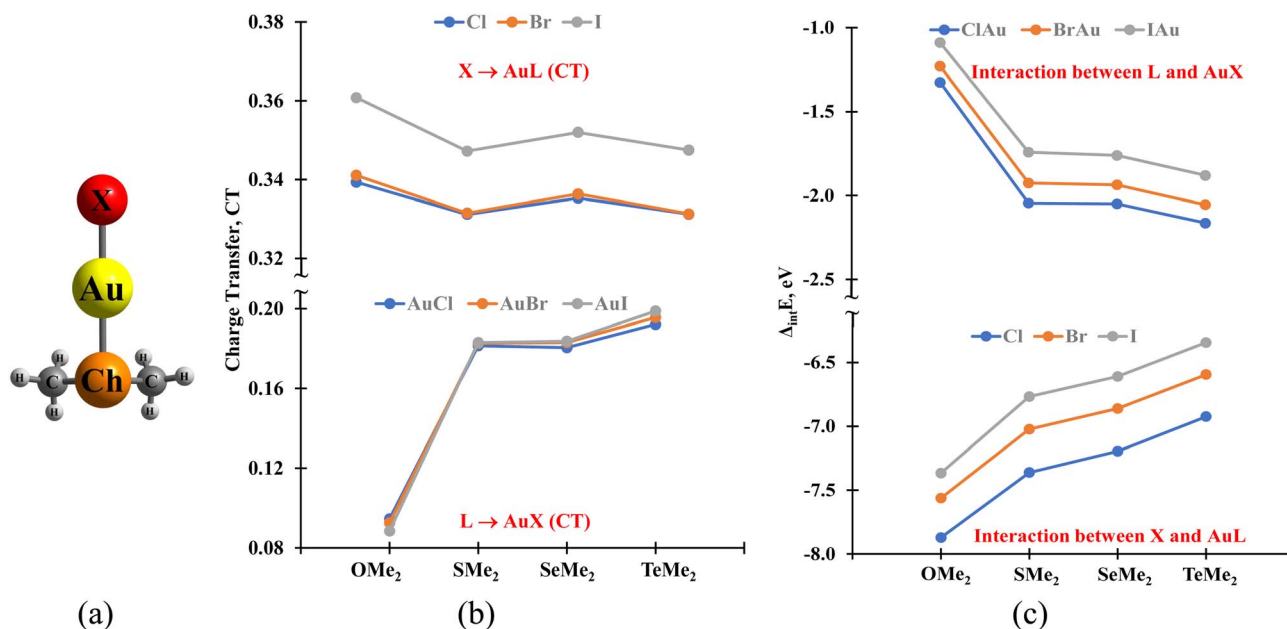 X
Au
Ch
C
C
H
H
H
H
H
H
(a)
Charge Transfer, CT
Cl Br I
X → AuL (CT)
0.38
0.36
0.34
0.32
AuCl AuBr AuI
0.20
0.16
0.12
0.08
L → AuX (CT)
OMe₂ SMe₂ SeMe₂ TeMe₂
(b)
ΔintE, eV
ClAu BrAu IAu
Interaction between L and AuX
-1.0
-1.5
-2.0
-2.5
Cl Br I
-6.5
-7.0
-7.5
-8.0
Interaction between X and AuL
OMe₂ SMe₂ SeMe₂ TeMe₂
(c)